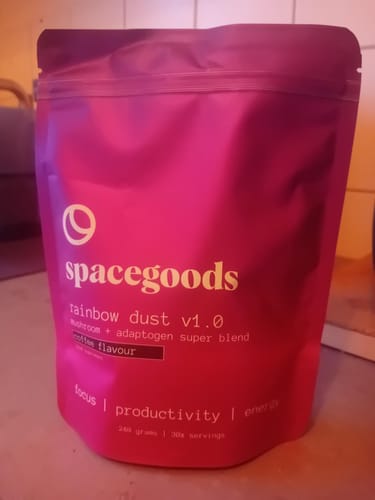 spacegoods
rainbow dust v1.0
mushroom + adaptogen super blend
coffee flavour
focus | productivity | energy
240 grams | 30x servings